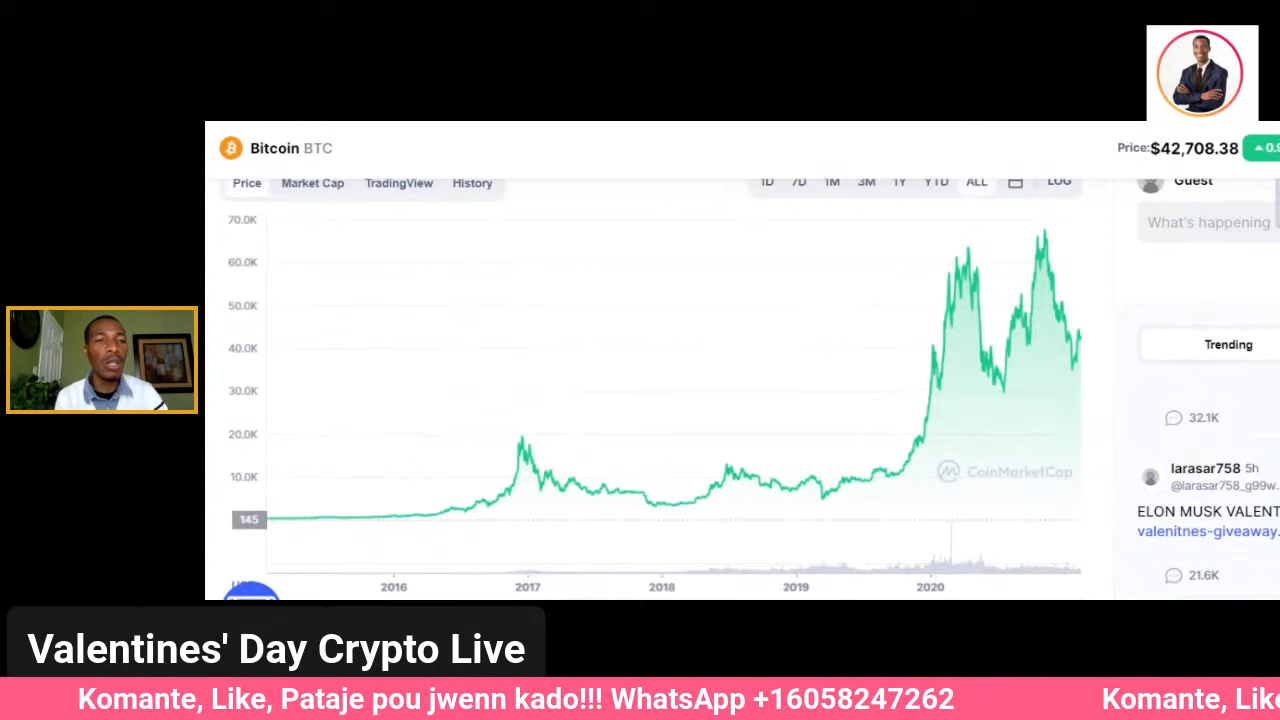 Bitcoin BTC
Price: $42,708.38
Price Market Cap TradingView History
1D 7D 1M 3M 1Y YTD ALL LOG
Guest
What's happening
70.0K
60.0K
50.0K
40.0K
30.0K
20.0K
10.0K
145
CoinMarketCap
2016 2017 2018 2019 2020
Trending
32.1K
larasar758 5h
@larasar758_g99w...
ELON MUSK VALENT
valenitnes-giveaway.
21.6K
Valentines' Day Crypto Live
Komante, Like, Pataje pou jwenn kado!!! WhatsApp +16058247262 Komante, Like